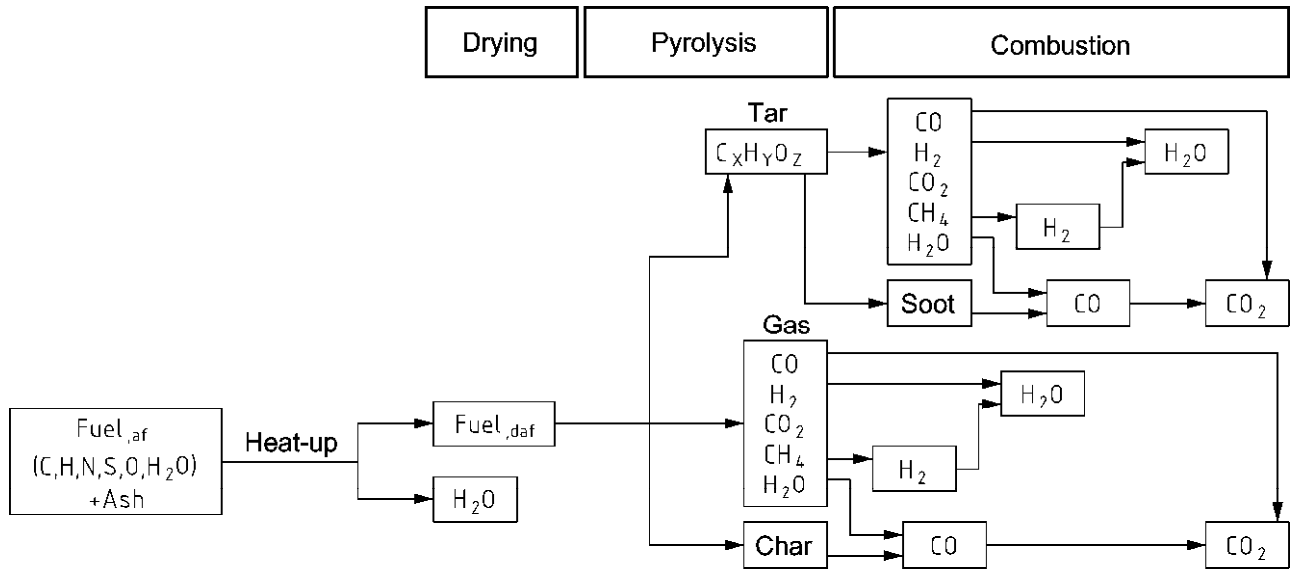 Drying
Pyrolysis
Combustion
Tar
CₓHᵧO_Z
CO
H₂
CO₂
CH₄
H₂O
H₂O
H₂
Soot
CO
CO₂
Gas
CO
H₂
CO₂
CH₄
H₂O
H₂O
H₂
Fuel,af
(C,H,N,S,O,H₂O)
+Ash
Heat-up
Fuel,daf
H₂O
Char
CO
CO₂